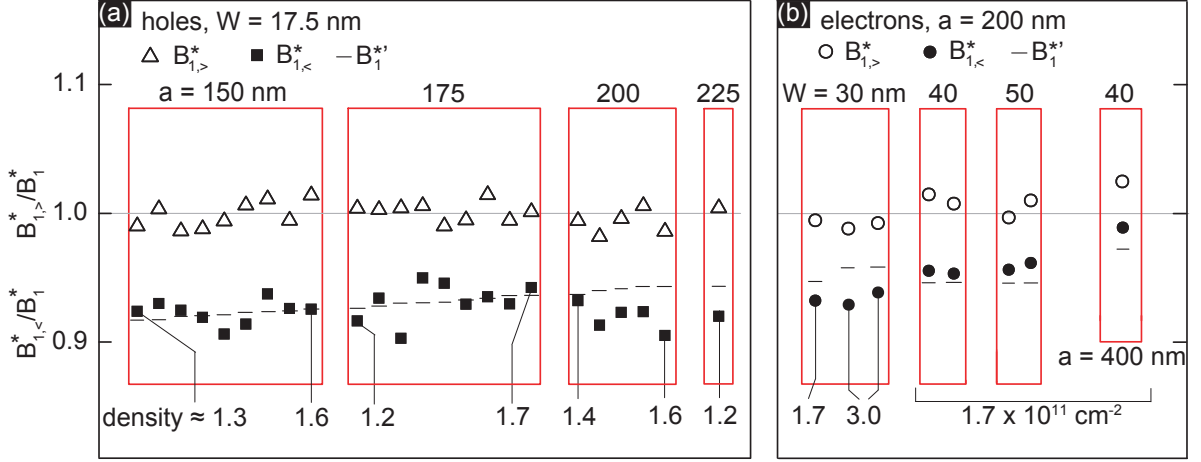 (a) holes, W = 17.5 nm
△ B*1,> ■ B*1,< – B*'1
a = 150 nm 175 200 225
1.1
1.0
0.9
B*1,>/B*1
B*1,</B*1
density ≈ 1.3 1.6 1.2 1.7 1.4 1.6 1.2
(b) electrons, a = 200 nm
○ B*1,> ● B*1,< – B*'1
W = 30 nm 40 50 40
a = 400 nm
1.7 3.0 1.7 x 10¹¹ cm⁻²